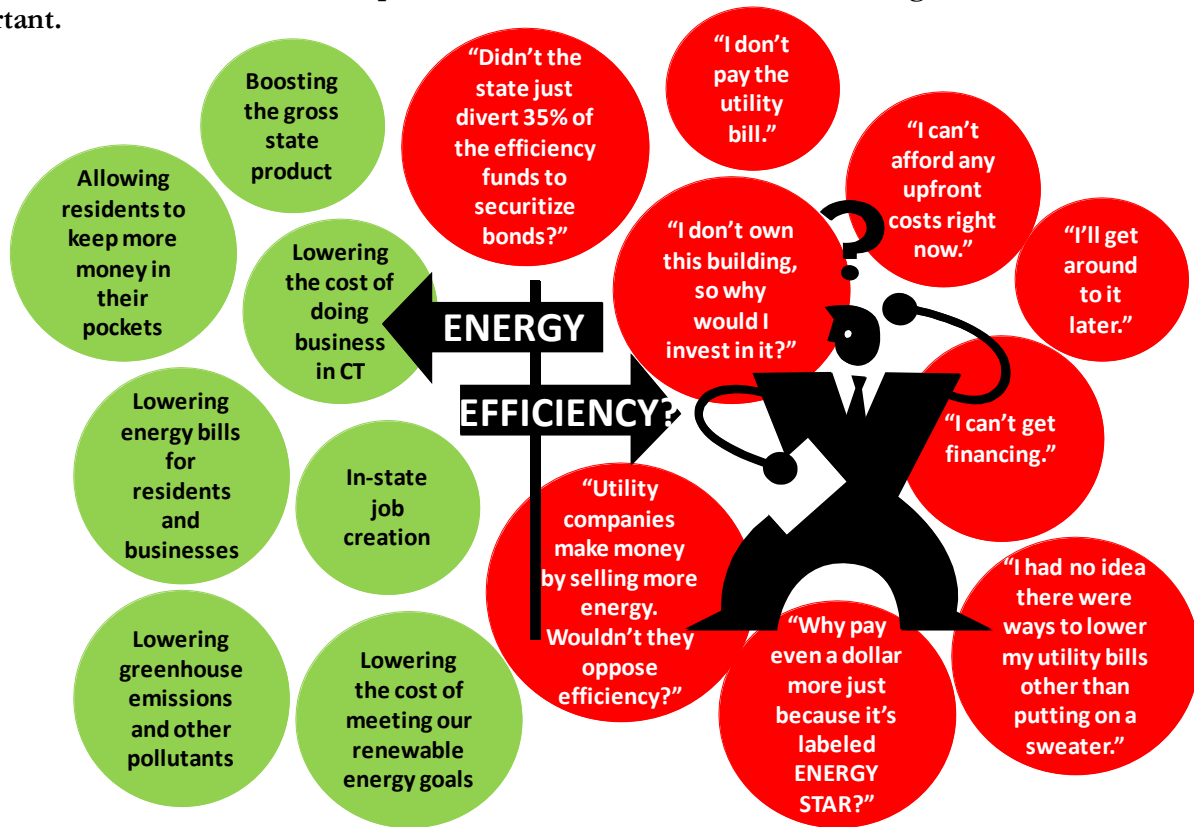 rtant.
Boosting
the gross
state
product
Allowing
residents to
keep more
money in
their
pockets
Lowering
the cost of
doing
business
in CT
Lowering
energy bills
for
residents
and
businesses
In-state
job
creation
Lowering
greenhouse
emissions
and other
pollutants
Lowering
the cost of
meeting our
renewable
energy goals
ENERGY
EFFICIENCY?
“Didn’t the
state just
divert 35% of
the efficiency
funds to
securitize
bonds?”
“I don’t
pay the
utility
bill.”
“I can’t
afford any
upfront
costs right
now.”
“I don’t own
this building,
so why
would I
invest in it?”
“I’ll get
around
to it
later.”
?
“I can’t get
financing.”
“Utility
companies
make money
by selling more
energy.
Wouldn’t they
oppose
efficiency?”
“Why pay
even a dollar
more just
because it’s
labeled
ENERGY
STAR?”
“I had no idea
there were
ways to lower
my utility bills
other than
putting on a
sweater.”